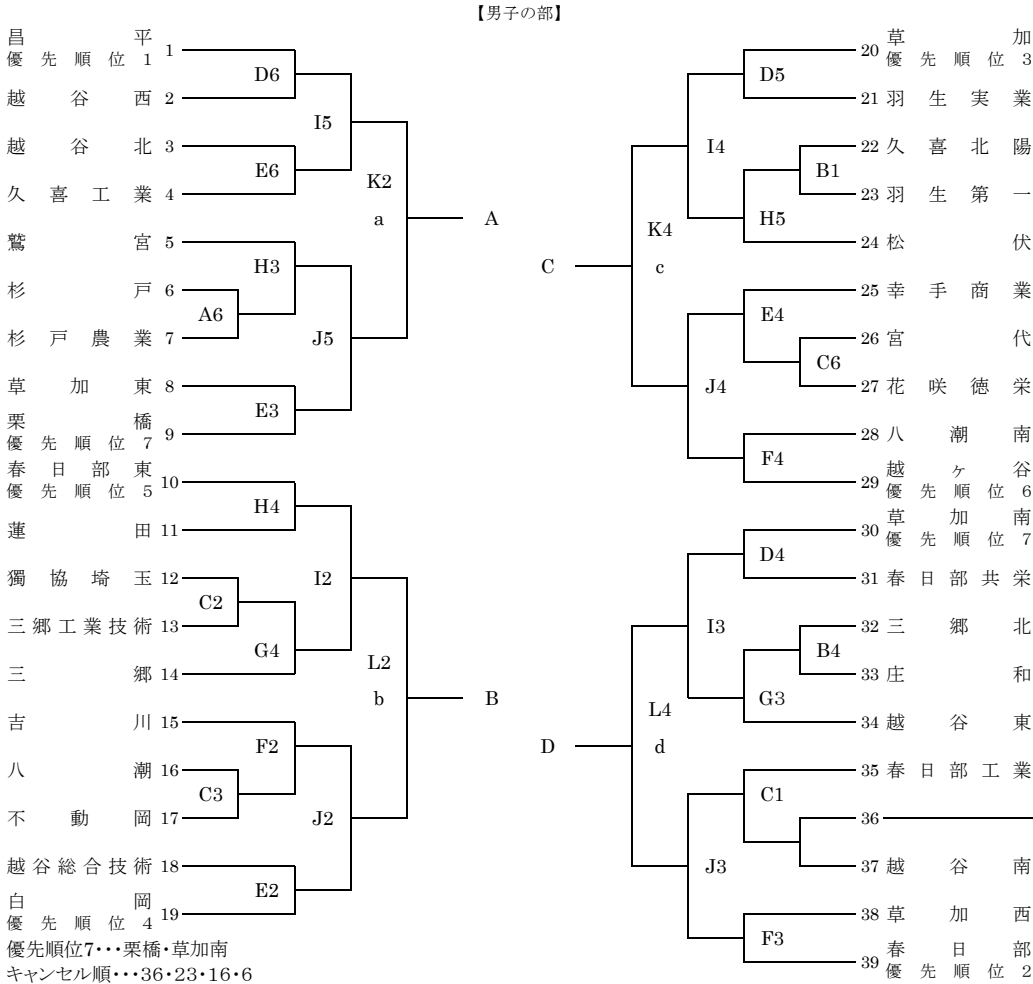 【男子の部】
昌平
優先順位1
1
D6
越谷西 2
I5
越谷北 3
E6
久喜工業 4
K2
a
A
鷲宮 5
H3
杉戸 6
A6
杉戸農業 7
J5
草加東 8
E3
栗橋
優先順位7
9
春日部東
優先順位5
10
H4
蓮田 11
I2
獨協埼玉 12
C2
三郷工業技術 13
G4
三郷 14
L2
b
B
吉川 15
F2
八潮 16
C3
不動岡 17
J2
越谷総合技術 18
E2
白岡
優先順位4
19
優先順位7・・・栗橋・草加南
キャンセル順・・・36・23・16・6
20 草加
優先順位3
D5
21 羽生実業
I4
22 久喜北陽
B1
23 羽生第一
H5
24 松伏
K4
c
C
25 幸手商業
E4
26 宮代
C6
27 花咲徳栄
J4
28 八潮南
F4
29 越ヶ谷
優先順位6
30 草加南
優先順位7
D4
31 春日部共栄
I3
32 三郷北
B4
33 庄和
G3
34 越谷東
L4
d
D
35 春日部工業
C1
36
37 越谷南
J3
38 草加西
F3
39 春日部
優先順位2